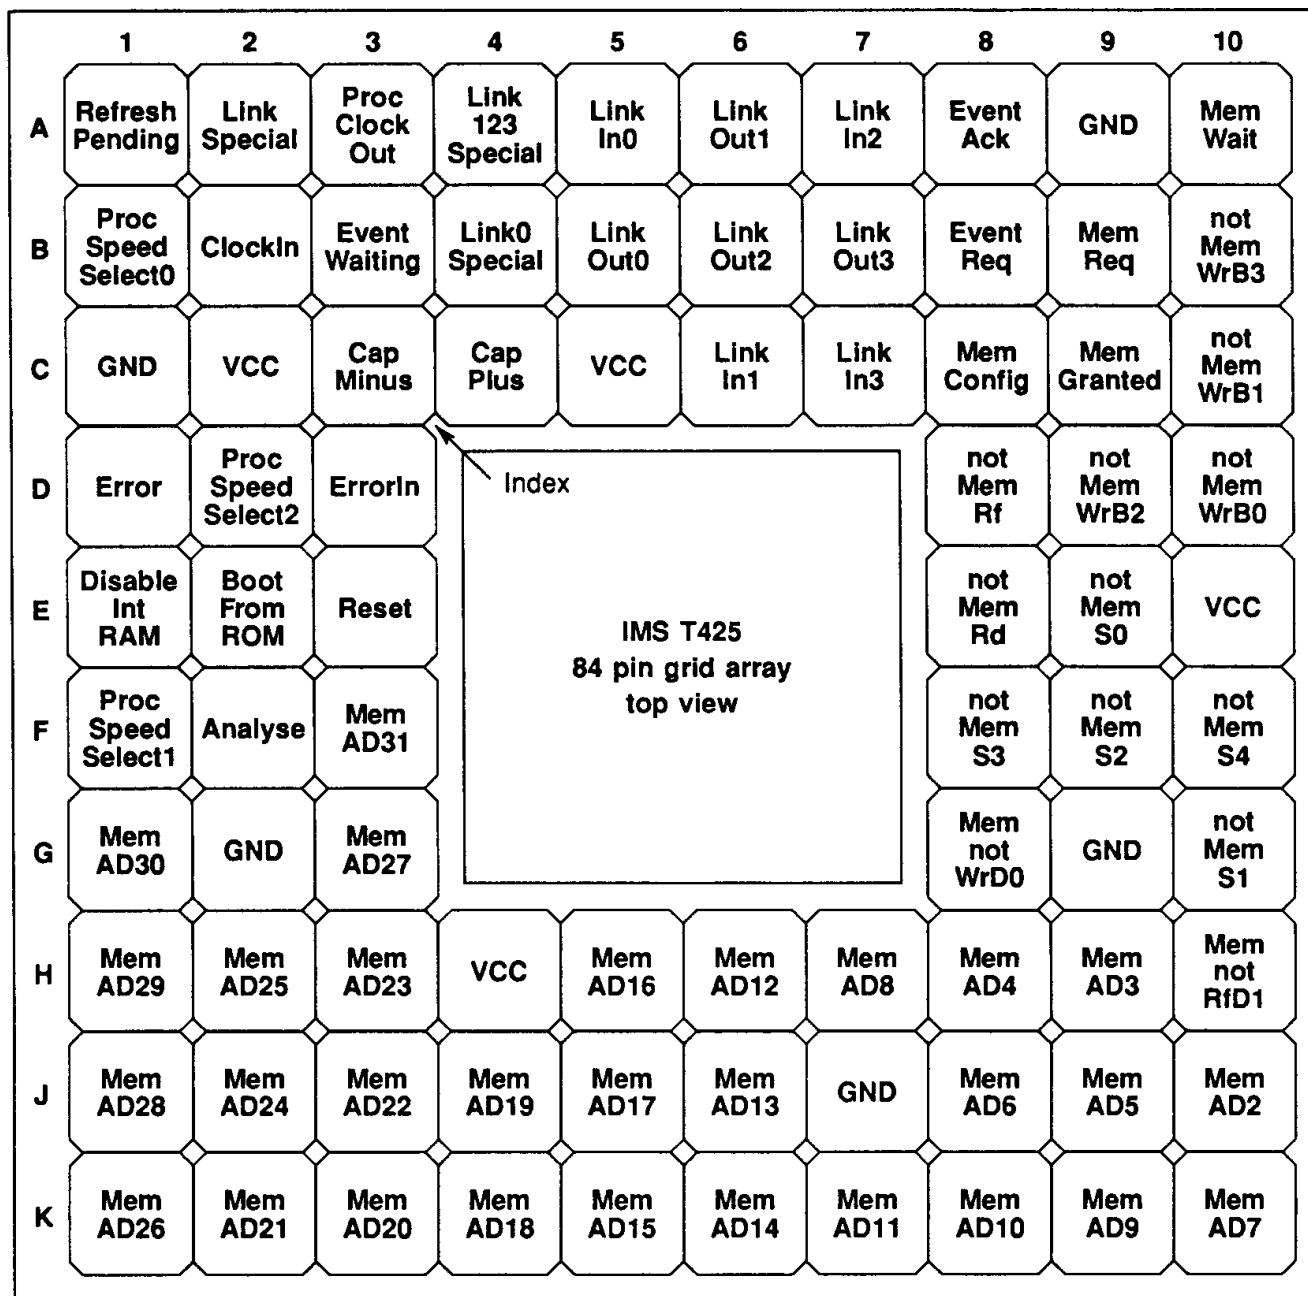 1 2 3 4 5 6 7 8 9 10
A
Refresh Link Proc Link Link Link Link Event GND Mem
Pending Special Clock 123 In0 Out1 In2 Ack Wait
Out Special
B
Proc ClockIn Event Link0 Link Link Link Event Mem not
Speed Waiting Special Out0 Out2 Out3 Req Req Mem
Select0 WrB3
C
GND VCC Cap Cap VCC Link Link Mem Mem not
Minus Plus In1 In3 Config Granted Mem
WrB1
D
Error Proc ErrorIn Index not not not
Speed Mem Mem Mem
Select2 Rf WrB2 WrB0
E
Disable Boot Reset not not VCC
Int From Mem Mem
RAM ROM Rd S0
IMS T425
84 pin grid array
top view
F
Proc Analyse Mem not not not
Speed AD31 Mem Mem Mem
Select1 S3 S2 S4
G
Mem GND Mem Mem GND not
AD30 AD27 not Mem
WrD0 S1
H
Mem Mem Mem VCC Mem Mem Mem Mem Mem Mem
AD29 AD25 AD23 AD16 AD12 AD8 AD4 AD3 not
RfD1
J
Mem Mem Mem Mem Mem Mem GND Mem Mem Mem
AD28 AD24 AD22 AD19 AD17 AD13 AD6 AD5 AD2
K
Mem Mem Mem Mem Mem Mem Mem Mem Mem Mem
AD26 AD21 AD20 AD18 AD15 AD14 AD11 AD10 AD9 AD7